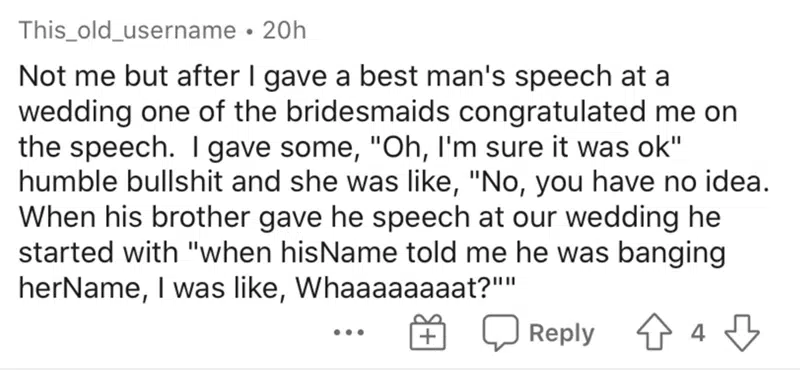 This_old_username • 20h
Not me but after I gave a best man's speech at a
wedding one of the bridesmaids congratulated me on
the speech.  I gave some, "Oh, I'm sure it was ok"
humble bullshit and she was like, "No, you have no idea.
When his brother gave he speech at our wedding he
started with "when hisName told me he was banging
herName, I was like, Whaaaaaaaat?""
Reply 4